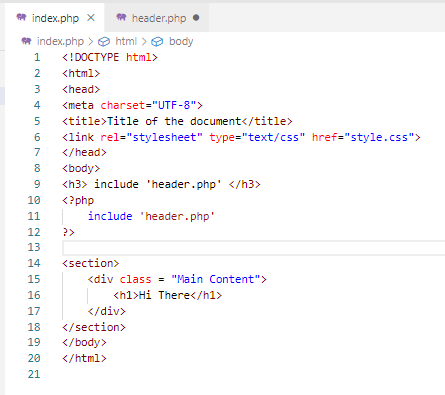 index.php × header.php ●
index.php > html > body
1 <!DOCTYPE html>
2 <html>
3 <head>
4 <meta charset="UTF-8">
5 <title>Title of the document</title>
6 <link rel="stylesheet" type="text/css" href="style.css">
7 </head>
8 <body>
9 <h3> include 'header.php' </h3>
10 <?php
11     include 'header.php'
12 ?>
13
14 <section>
15     <div class = "Main Content">
16         <h1>Hi There</h1>
17     </div>
18 </section>
19 </body>
20 </html>
21